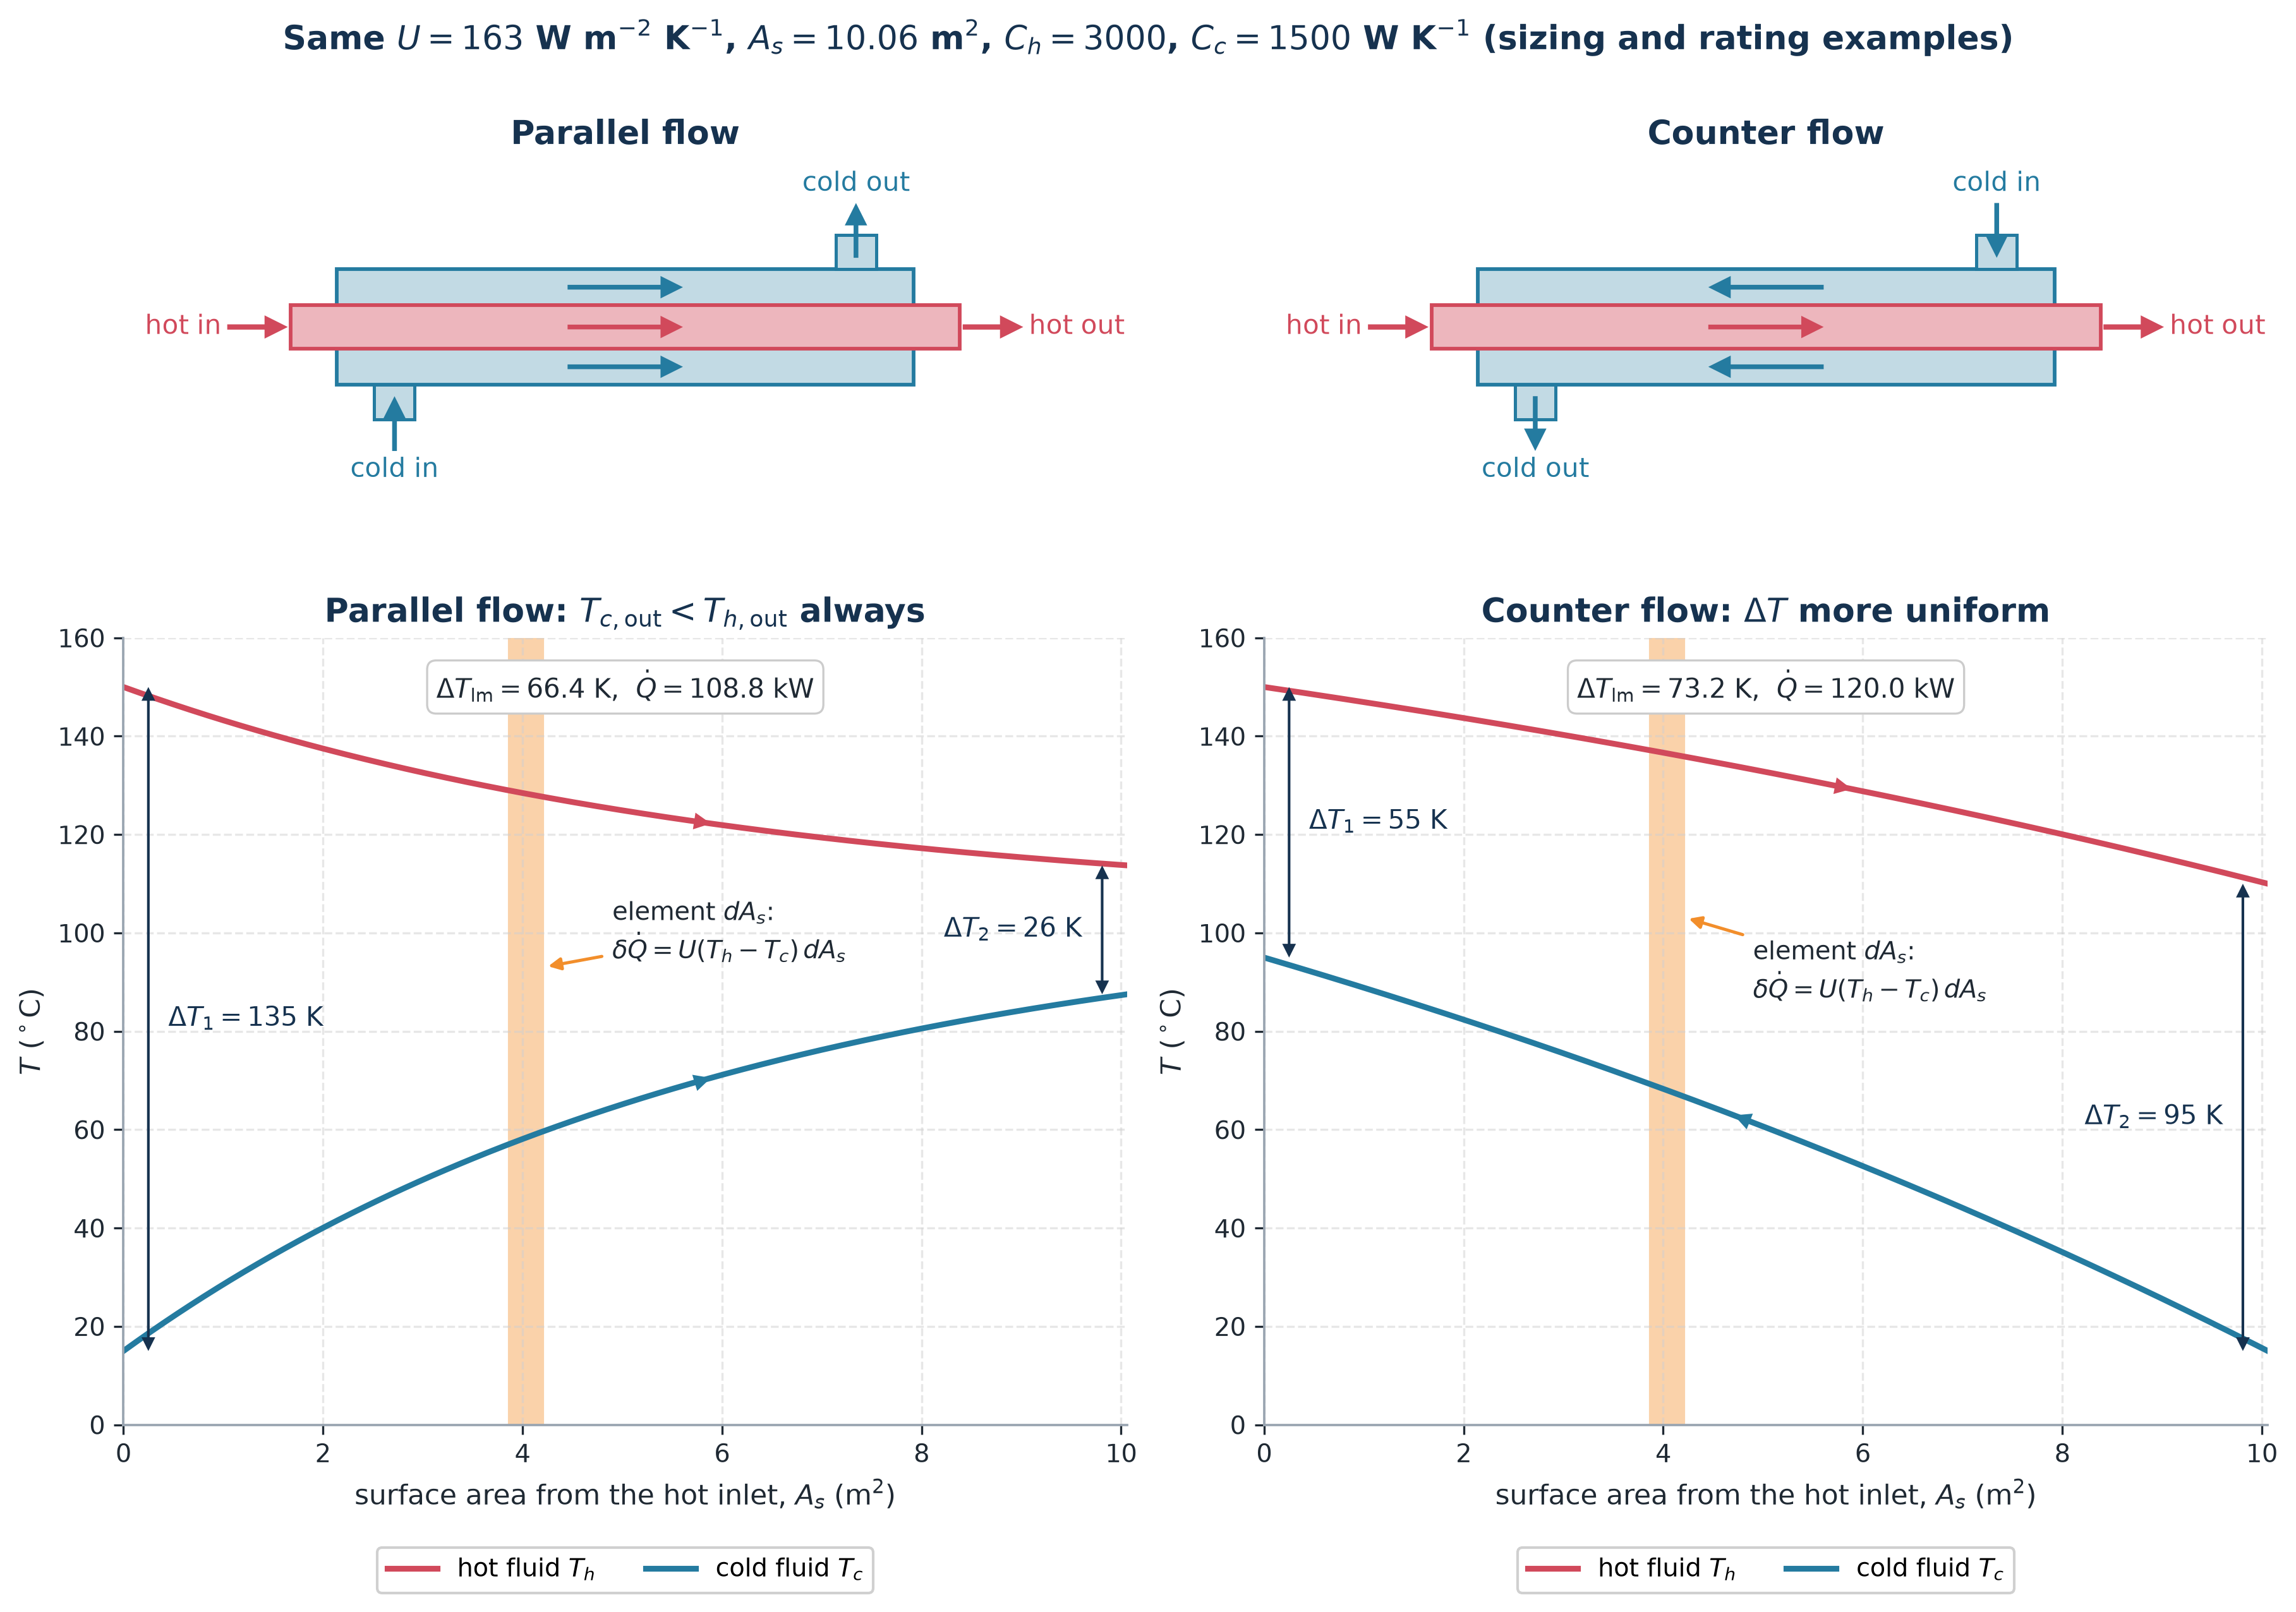 Same U = 163 W m⁻² K⁻¹, Aₛ = 10.06 m², C_h = 3000, C_c = 1500 W K⁻¹ (sizing and rating examples)
Parallel flow
cold out
hot in
hot out
cold in
Counter flow
cold in
hot in
hot out
cold out
Parallel flow: T_c,out < T_h,out always
160
140
120
100
80
60
40
20
0
T (°C)
ΔT_lm = 66.4 K, Q̇ = 108.8 kW
element dAₛ:
δQ̇ = U(T_h − T_c) dAₛ
ΔT₂ = 26 K
ΔT₁ = 135 K
0 2 4 6 8 10
surface area from the hot inlet, Aₛ (m²)
hot fluid T_h cold fluid T_c
Counter flow: ΔT more uniform
160
140
120
100
80
60
40
20
0
T (°C)
ΔT_lm = 73.2 K, Q̇ = 120.0 kW
ΔT₁ = 55 K
element dAₛ:
δQ̇ = U(T_h − T_c) dAₛ
ΔT₂ = 95 K
0 2 4 6 8 10
surface area from the hot inlet, Aₛ (m²)
hot fluid T_h cold fluid T_c